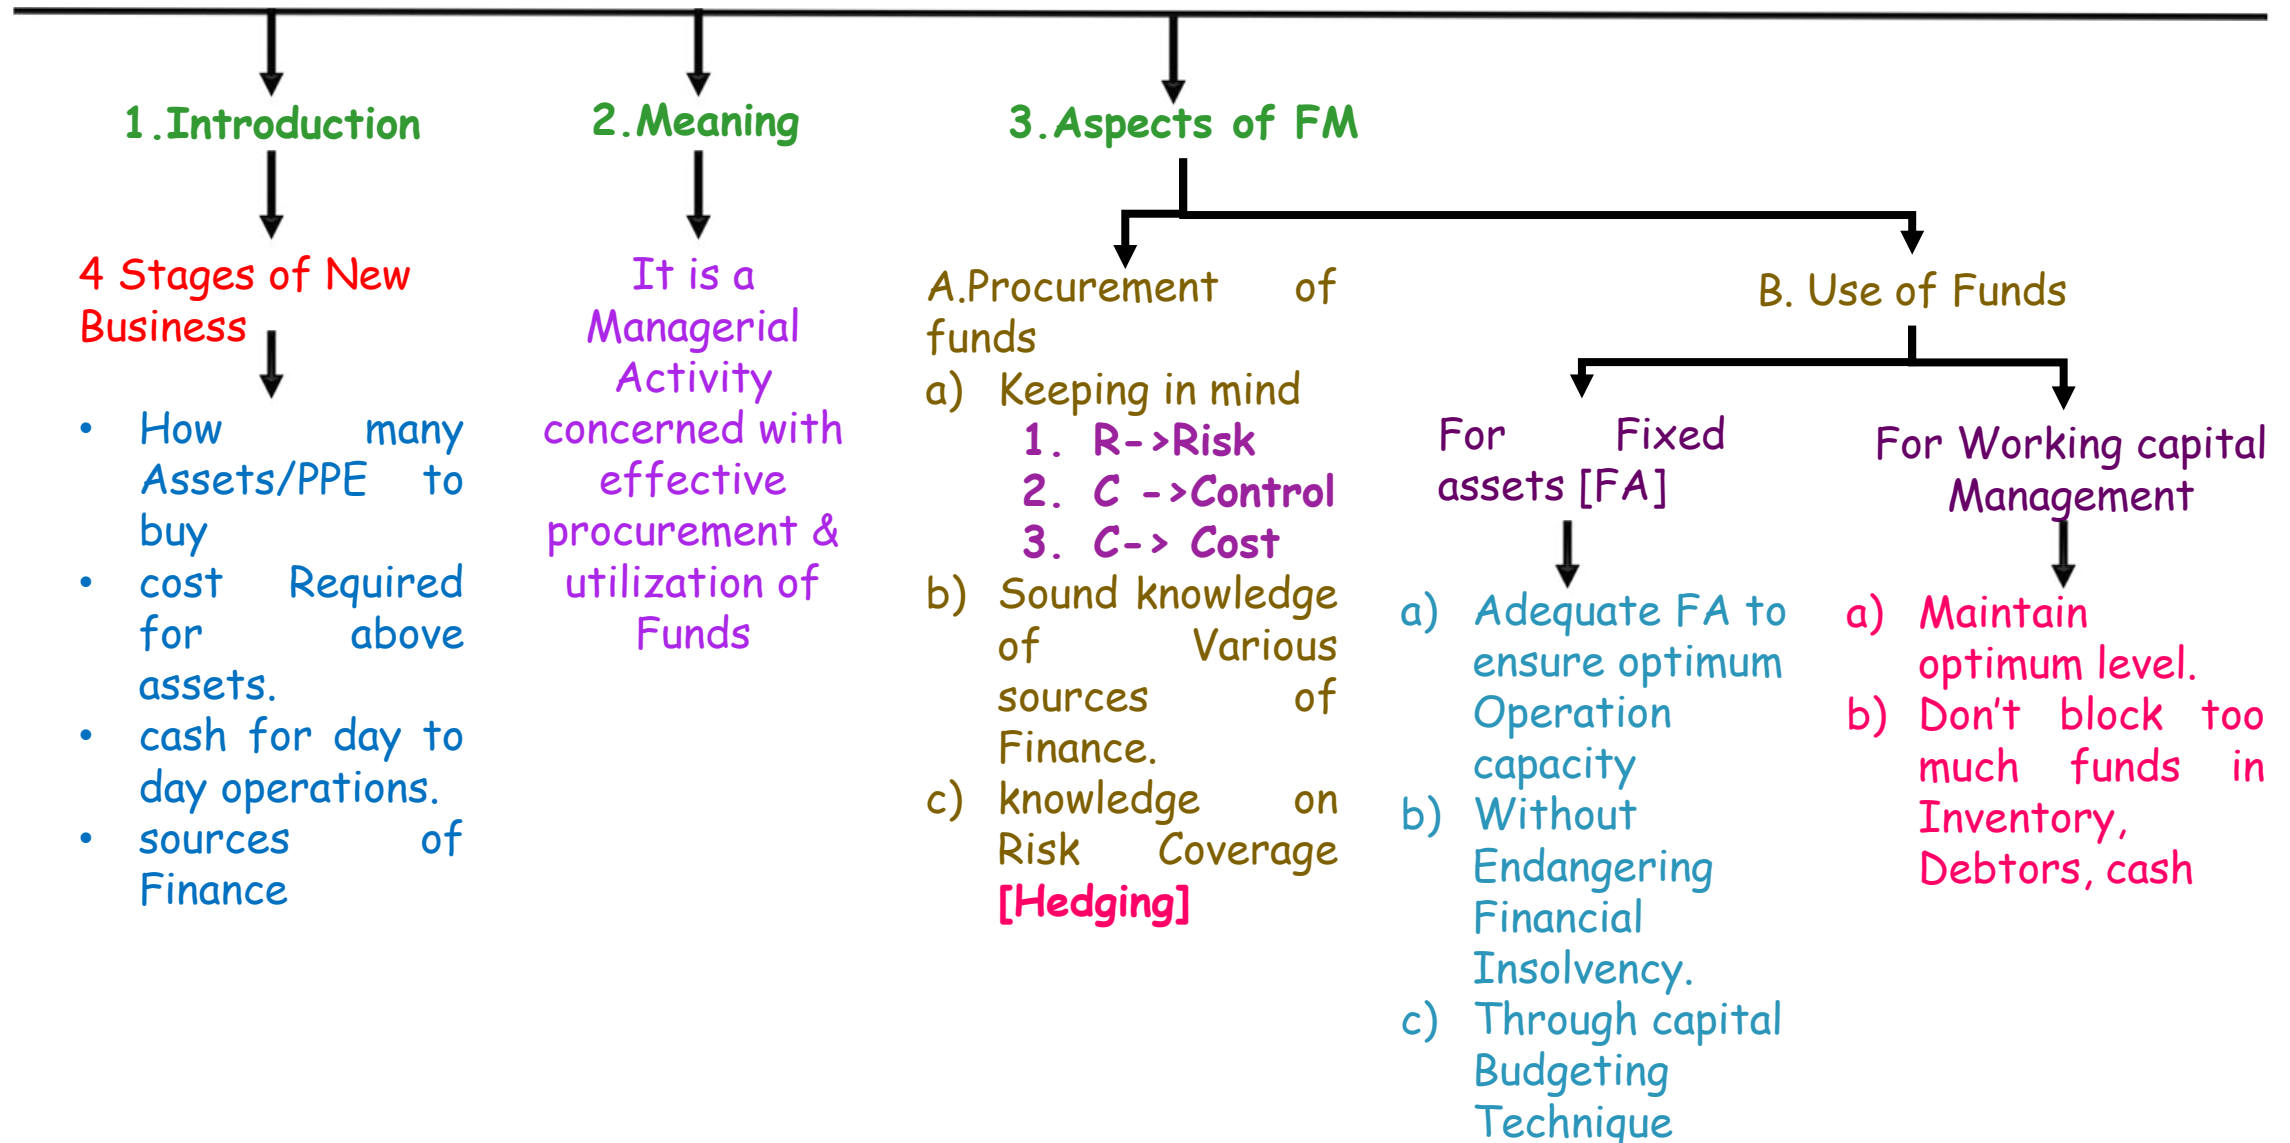 1.Introduction
4 Stages of New
Business
• How many
Assets/PPE to
buy
• cost Required
for above
assets.
• cash for day to
day operations.
• sources of
Finance
2.Meaning
It is a
Managerial
Activity
concerned with
effective
procurement &
utilization of
Funds
3.Aspects of FM
A.Procurement of
funds
a) Keeping in mind
1. R->Risk
2. C ->Control
3. C-> Cost
b) Sound knowledge
of Various
sources of
Finance.
c) knowledge on
Risk Coverage
[Hedging]
B. Use of Funds
For Fixed
assets [FA]
a) Adequate FA to
ensure optimum
Operation
capacity
b) Without
Endangering
Financial
Insolvency.
c) Through capital
Budgeting
Technique
For Working capital
Management
a) Maintain
optimum level.
b) Don't block too
much funds in
Inventory,
Debtors, cash